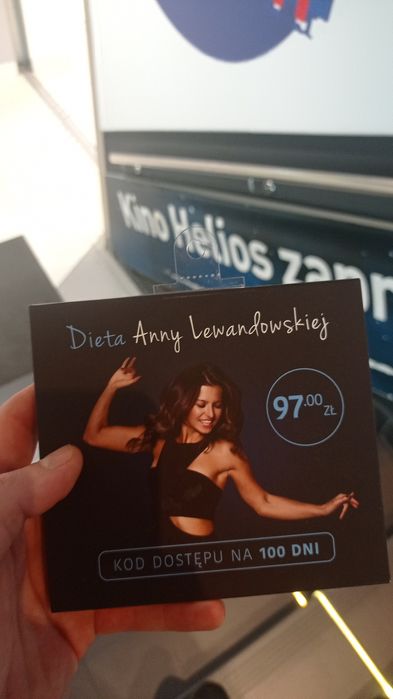 Kino Helios zapr
Dieta Anny Lewandowskiej
97.00 ZŁ
KOD DOSTĘPU NA 100 DNI